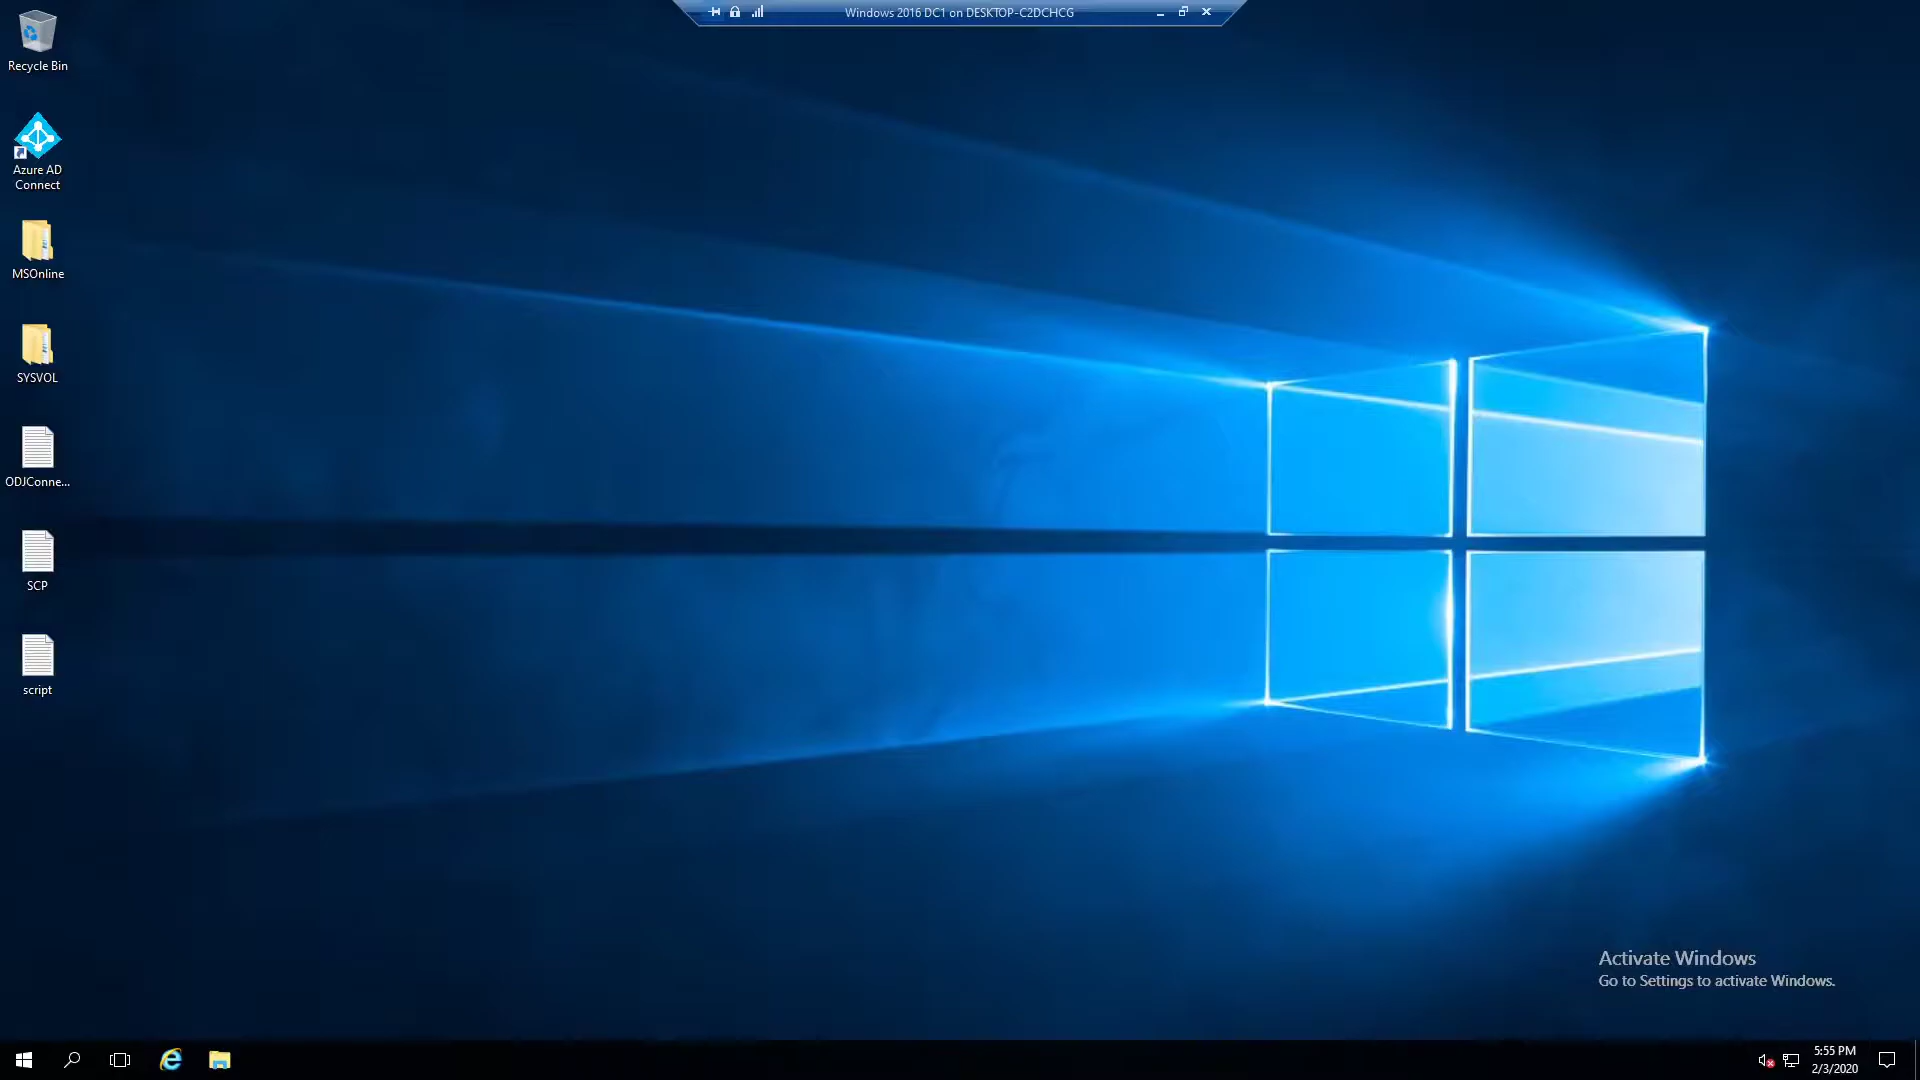 Windows 2016 DC1 on DESKTOP-C2DCHCG
Recycle Bin
Azure AD
Connect
MSOnline
SYSVOL
ODJConne...
SCP
script
Activate Windows
Go to Settings to activate Windows.
5:55 PM
2/3/2020